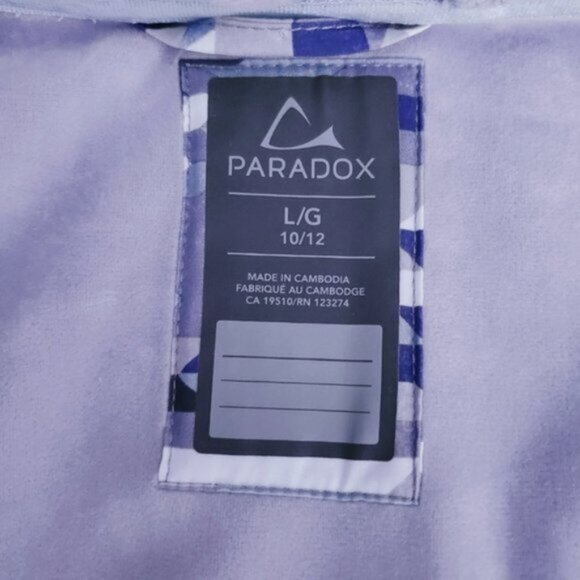 PARADOX
L/G
10/12
MADE IN CAMBODIA
FABRIQUÉ AU CAMBODGE
CA 19510/RN 123274